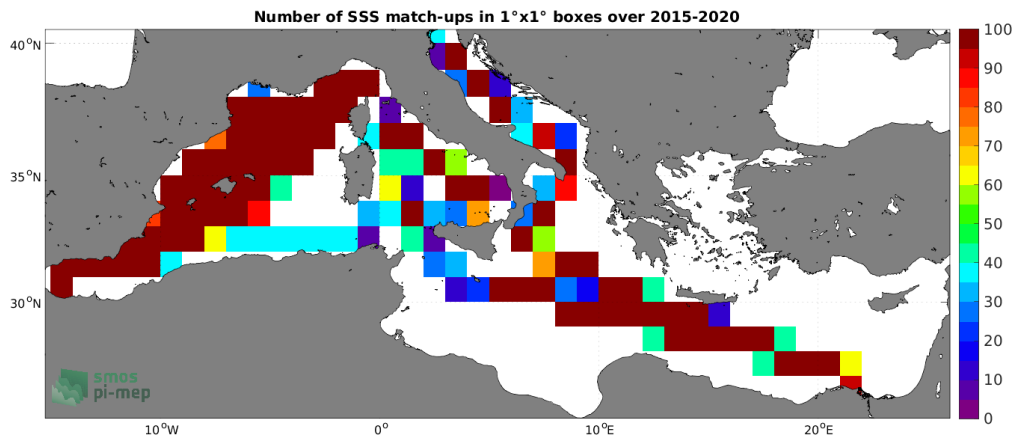 Number of SSS match-ups in 1°x1° boxes over 2015-2020
40°N
35°N
30°N
10°W
0°
10°E
20°E
100
90
80
70
60
50
40
30
20
10
0
smos
pi-mep